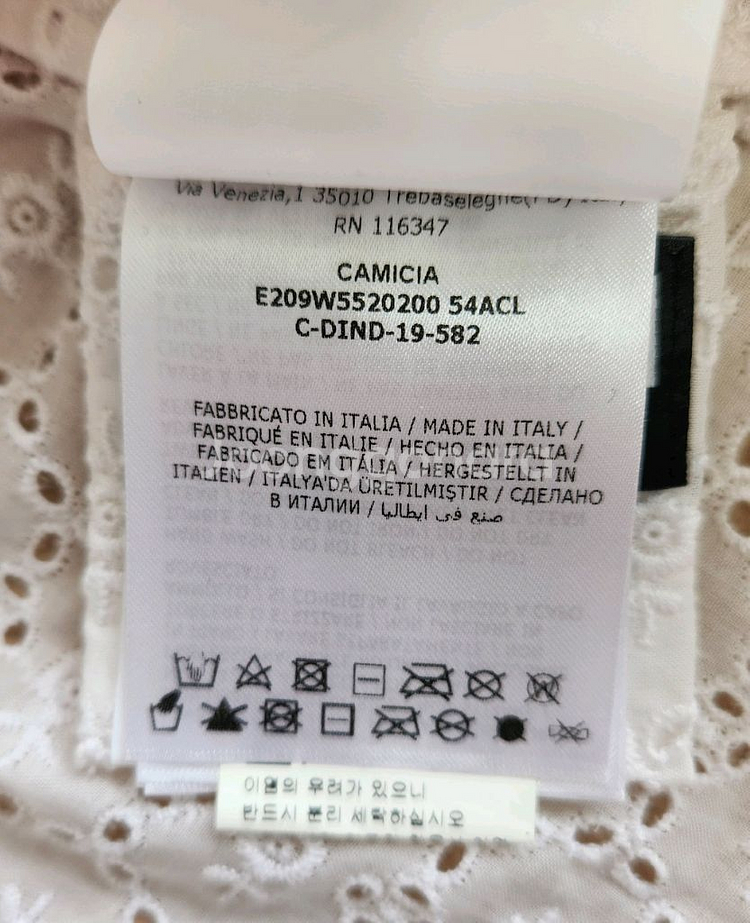 Via Venezia,1 35010 Trebaseleghe(PD)
RN 116347
CAMICIA
E209W5520200 54ACL
C-DIND-19-582
FABBRICATO IN ITALIA / MADE IN ITALY /
FABRIQUÉ EN ITALIE / HECHO EN ITALIA /
FABRICADO EM ITÁLIA / HERGESTELLT IN
ITALIEN / ITALYA'DA ÜRETILMIŞTIR / СДЕЛАНО
В ИТАЛИИ / صنع في ايطاليا
이염의 우려가 있으니
반드시 분리 세탁하십시오